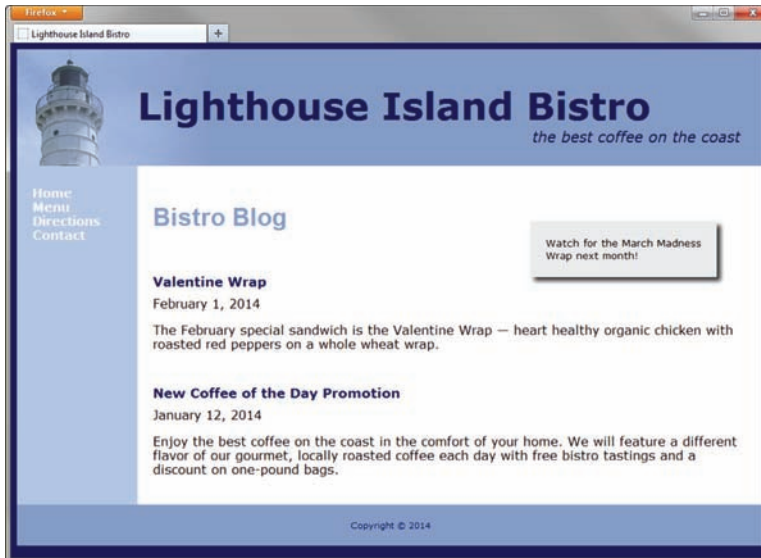 Firefox
Lighthouse Island Bistro
+
Lighthouse Island Bistro
the best coffee on the coast
Home
Menu
Directions
Contact
Bistro Blog
Watch for the March Madness
Wrap next month!
Valentine Wrap
February 1, 2014
The February special sandwich is the Valentine Wrap — heart healthy organic chicken with
roasted red peppers on a whole wheat wrap.
New Coffee of the Day Promotion
January 12, 2014
Enjoy the best coffee on the coast in the comfort of your home. We will feature a different
flavor of our gourmet, locally roasted coffee each day with free bistro tastings and a
discount on one-pound bags.
Copyright © 2014